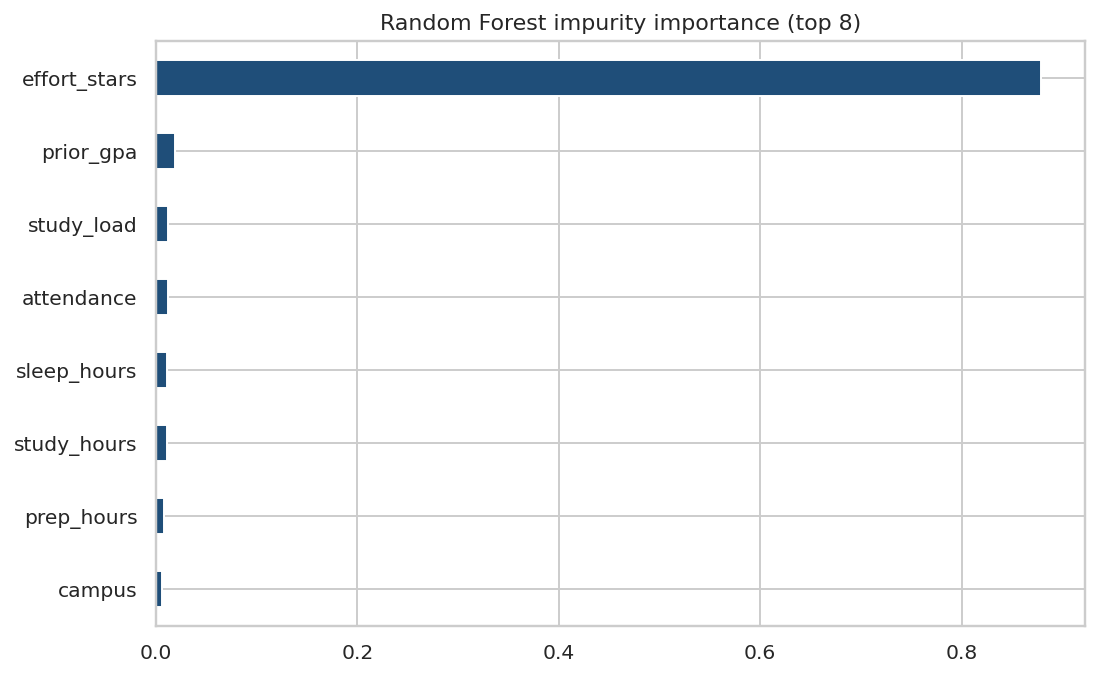 Random Forest impurity importance (top 8)
effort_stars
prior_gpa
study_load
attendance
sleep_hours
study_hours
prep_hours
campus
0.0 0.2 0.4 0.6 0.8